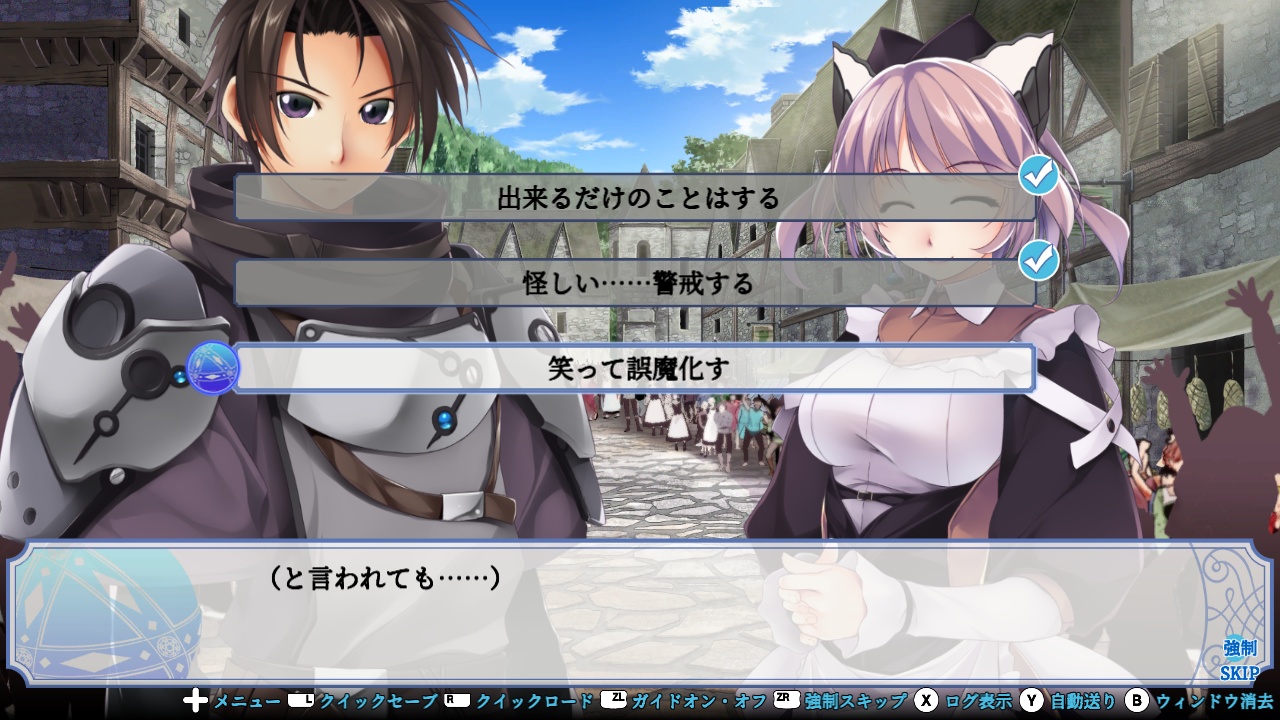 出来るだけのことはする
怪しい……警戒する
笑って誤魔化す
（と言われても……）
強制
SKIP
+ メニュー L クイックセーブ R クイックロード ZL ガイドオン・オフ ZR 強制スキップ X ログ表示 Y 自動送り B ウィンドウ消去